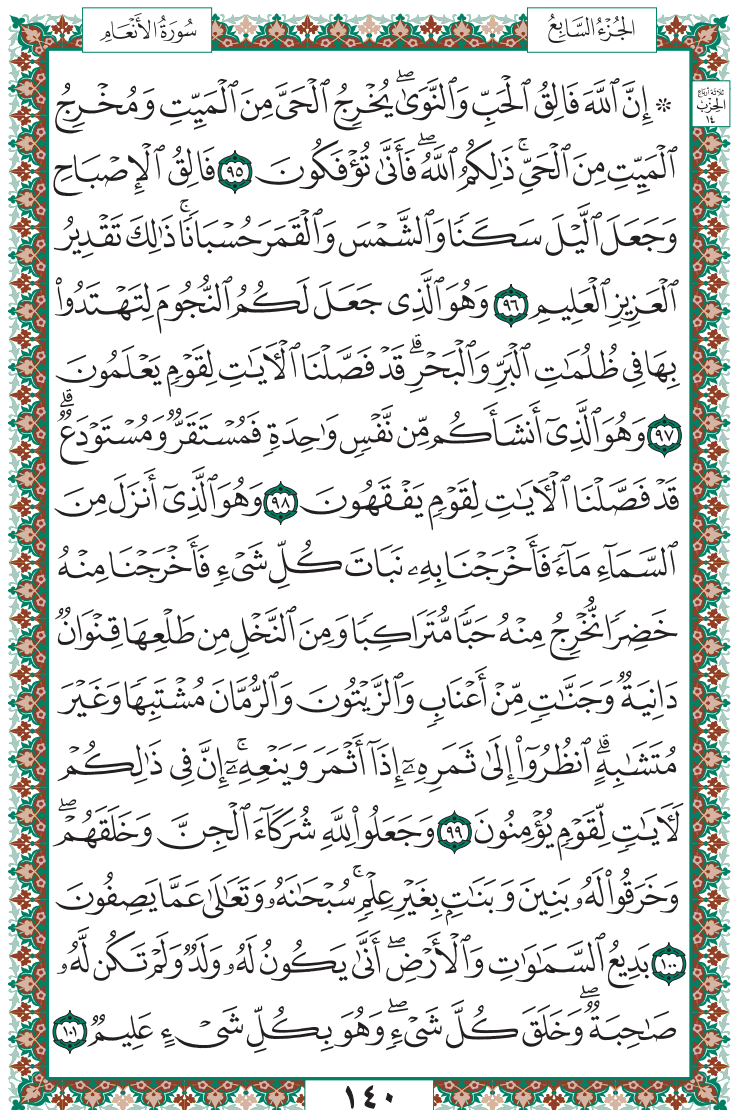 الجُزْءُ السَّابِعُ
سُورَةُ الأَنْعَام
ثلاثة أرباع
الحِزْب
١٤
۞ إِنَّ ٱللَّهَ فَالِقُ ٱلْحَبِّ وَٱلنَّوَىٰۖ يُخْرِجُ ٱلْحَىَّ مِنَ ٱلْمَيِّتِ وَمُخْرِجُ
ٱلْمَيِّتِ مِنَ ٱلْحَىِّۚ ذَٰلِكُمُ ٱللَّهُۖ فَأَنَّىٰ تُؤْفَكُونَ ٩٥ فَالِقُ ٱلْإِصْبَاحِ
وَجَعَلَ ٱلَّيْلَ سَكَنًا وَٱلشَّمْسَ وَٱلْقَمَرَ حُسْبَانًاۚ ذَٰلِكَ تَقْدِيرُ
ٱلْعَزِيزِ ٱلْعَلِيمِ ٩٦ وَهُوَ ٱلَّذِى جَعَلَ لَكُمُ ٱلنُّجُومَ لِتَهْتَدُوا۟
بِهَا فِى ظُلُمَٰتِ ٱلْبَرِّ وَٱلْبَحْرِۗ قَدْ فَصَّلْنَا ٱلْءَايَٰتِ لِقَوْمٍ يَعْلَمُونَ
٩٧ وَهُوَ ٱلَّذِىٓ أَنشَأَكُم مِّن نَّفْسٍ وَٰحِدَةٍ فَمُسْتَقَرٌّ وَمُسْتَوْدَعٌۗ
قَدْ فَصَّلْنَا ٱلْءَايَٰتِ لِقَوْمٍ يَفْقَهُونَ ٩٨ وَهُوَ ٱلَّذِىٓ أَنزَلَ مِنَ
ٱلسَّمَآءِ مَآءً فَأَخْرَجْنَا بِهِۦ نَبَاتَ كُلِّ شَىْءٍ فَأَخْرَجْنَا مِنْهُ
خَضِرًا نُّخْرِجُ مِنْهُ حَبًّا مُّتَرَاكِبًا وَمِنَ ٱلنَّخْلِ مِن طَلْعِهَا قِنْوَانٌ
دَانِيَةٌ وَجَنَّٰتٍ مِّنْ أَعْنَابٍ وَٱلزَّيْتُونَ وَٱلرُّمَّانَ مُشْتَبِهًا وَغَيْرَ
مُتَشَٰبِهٍۗ ٱنظُرُوٓا۟ إِلَىٰ ثَمَرِهِۦٓ إِذَآ أَثْمَرَ وَيَنْعِهِۦٓۚ إِنَّ فِى ذَٰلِكُمْ
لَءَايَٰتٍ لِّقَوْمٍ يُؤْمِنُونَ ٩٩ وَجَعَلُوا۟ لِلَّهِ شُرَكَآءَ ٱلْجِنَّ وَخَلَقَهُمْۖ
وَخَرَقُوا۟ لَهُۥ بَنِينَ وَبَنَٰتٍۭ بِغَيْرِ عِلْمٍۚ سُبْحَٰنَهُۥ وَتَعَٰلَىٰ عَمَّا يَصِفُونَ
١٠٠ بَدِيعُ ٱلسَّمَٰوَٰتِ وَٱلْأَرْضِۖ أَنَّىٰ يَكُونُ لَهُۥ وَلَدٌ وَلَمْ تَكُن لَّهُۥ
صَٰحِبَةٌۖ وَخَلَقَ كُلَّ شَىْءٍۖ وَهُوَ بِكُلِّ شَىْءٍ عَلِيمٌ ١٠١
١٤٠